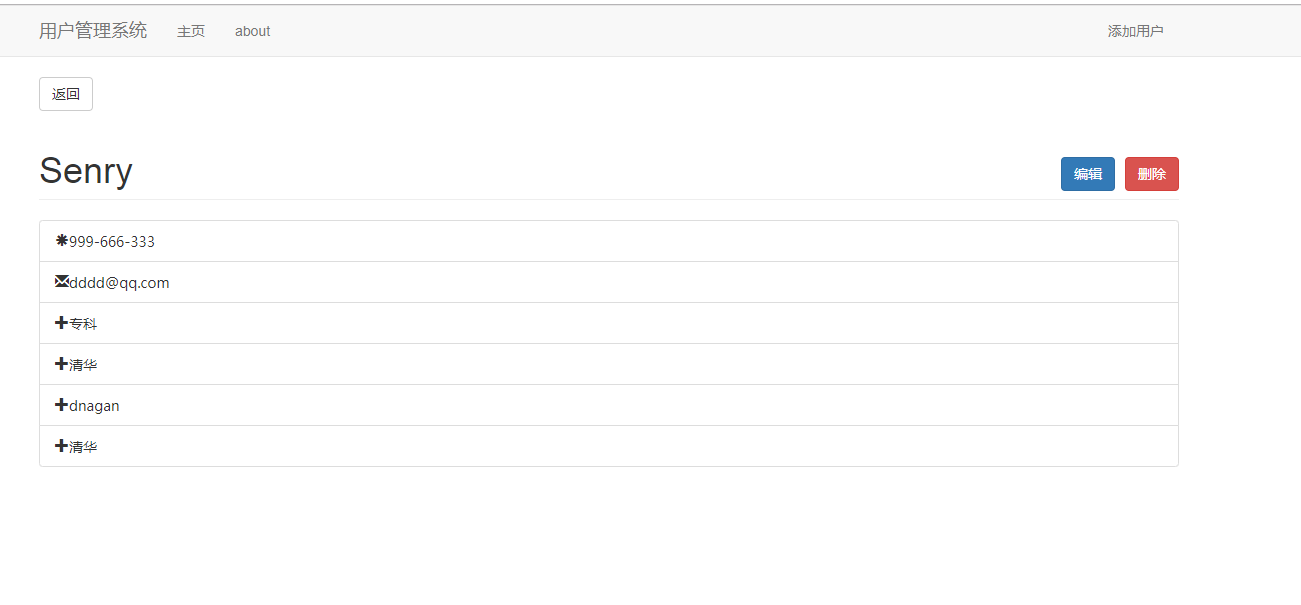 用户管理系统 主页 about 添加用户
返回
Senry 编辑 删除
999-666-333
dddd@qq.com
专科
清华
dnagan
清华